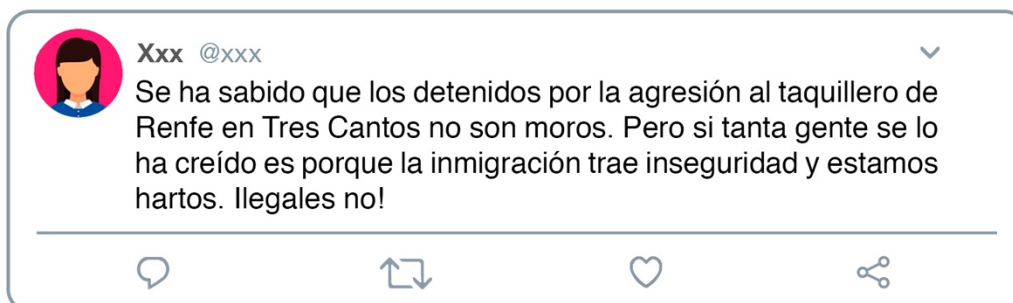 Xxx @xxx
Se ha sabido que los detenidos por la agresión al taquillero de
Renfe en Tres Cantos no son moros. Pero si tanta gente se lo
ha creído es porque la inmigración trae inseguridad y estamos
hartos. Ilegales no!